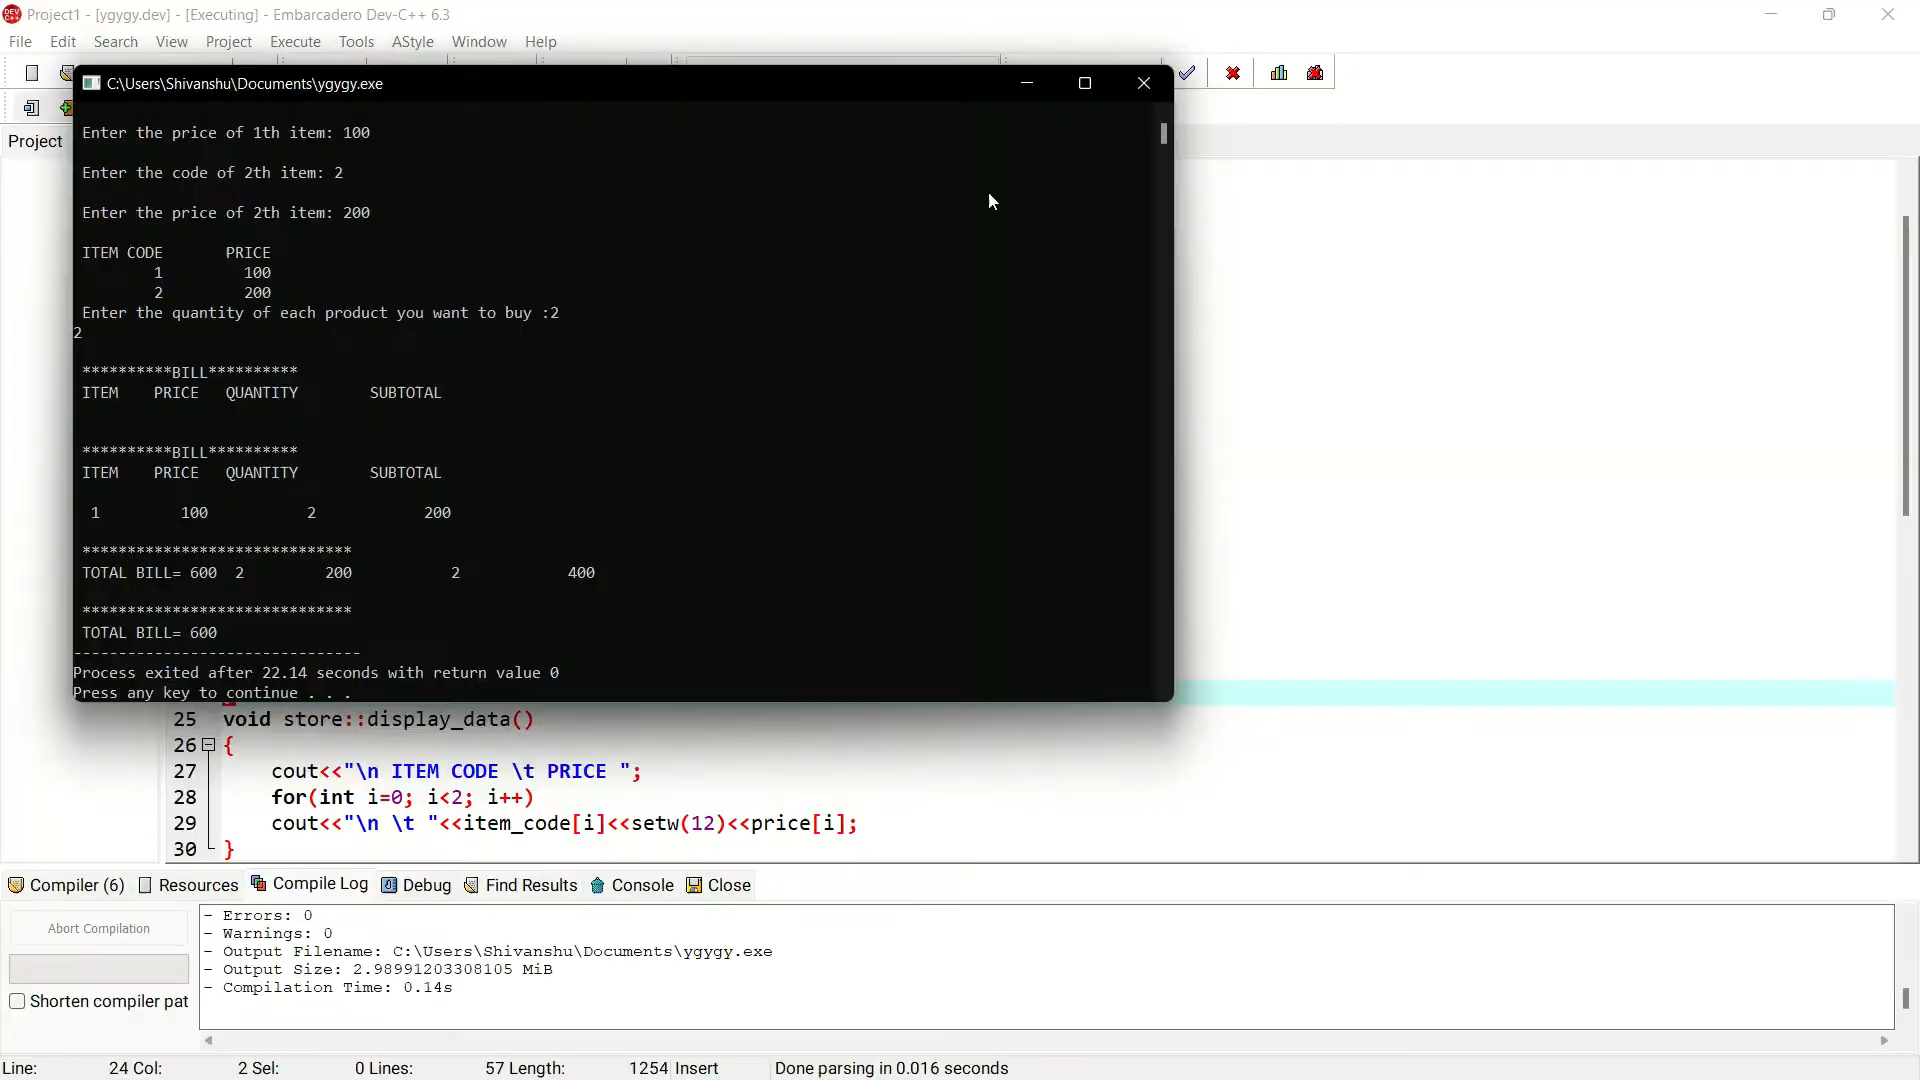 Project1 - [ygygy.dev] - [Executing] - Embarcadero Dev-C++ 6.3
File Edit Search View Project Execute Tools AStyle Window Help
C:\Users\Shivanshu\Documents\ygygy.exe
Project
Enter the price of 1th item: 100
Enter the code of 2th item: 2
Enter the price of 2th item: 200
ITEM CODE PRICE
1 100
2 200
Enter the quantity of each product you want to buy :2
2
**********BILL**********
ITEM PRICE QUANTITY SUBTOTAL
**********BILL**********
ITEM PRICE QUANTITY SUBTOTAL
1 100 2 200
******************************
TOTAL BILL= 600 2 200 2 400
******************************
TOTAL BILL= 600
--------------------------------
Process exited after 22.14 seconds with return value 0
Press any key to continue . . .
25 void store::display_data()
26 {
27 cout<<"\n ITEM CODE \t PRICE ";
28 for(int i=0; i<2; i++)
29 cout<<"\n \t "<<item_code[i]<<setw(12)<<price[i];
30 }
Compiler (6) Resources Compile Log Debug Find Results Console Close
Abort Compilation
Shorten compiler pat
- Errors: 0
- Warnings: 0
- Output Filename: C:\Users\Shivanshu\Documents\ygygy.exe
- Output Size: 2.98991203308105 MiB
- Compilation Time: 0.14s
Line: 24 Col: 2 Sel: 0 Lines: 57 Length: 1254 Insert Done parsing in 0.016 seconds